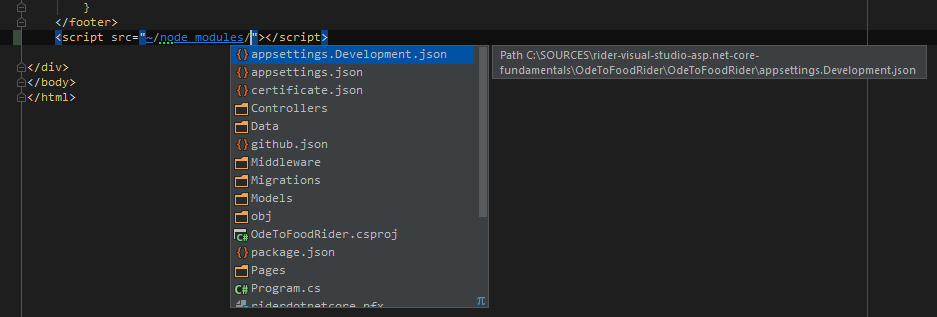 }
</footer>
<script src="~/node_modules/"></script>
{} appsettings.Development.json
Path C:\SOURCES\rider-visual-studio-asp.net-core-
fundamentals\OdeToFoodRider\OdeToFoodRider\appsettings.Development.json
{} appsettings.json
</div>
{} certificate.json
</body>
</html>
Controllers
Data
{} github.json
Middleware
Migrations
Models
obj
C# OdeToFoodRider.csproj
{} package.json
Pages
C# Program.cs
riderdotnetcore.pfx
π